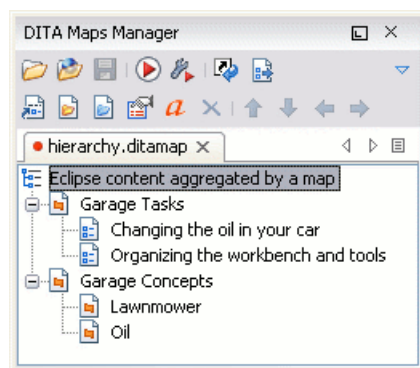 DITA Maps Manager
hierarchy.ditamap
Eclipse content aggregated by a map
Garage Tasks
Changing the oil in your car
Organizing the workbench and tools
Garage Concepts
Lawnmower
Oil